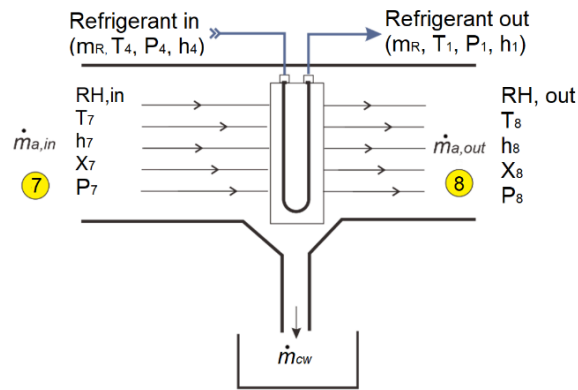 Refrigerant in
(mR, T4, P4, h4)
Refrigerant out
(mR, T1, P1, h1)
RH,in
T7
h7
X7
P7
ṁa,in
7
RH, out
T8
h8
X8
P8
ṁa,out
8
ṁcw